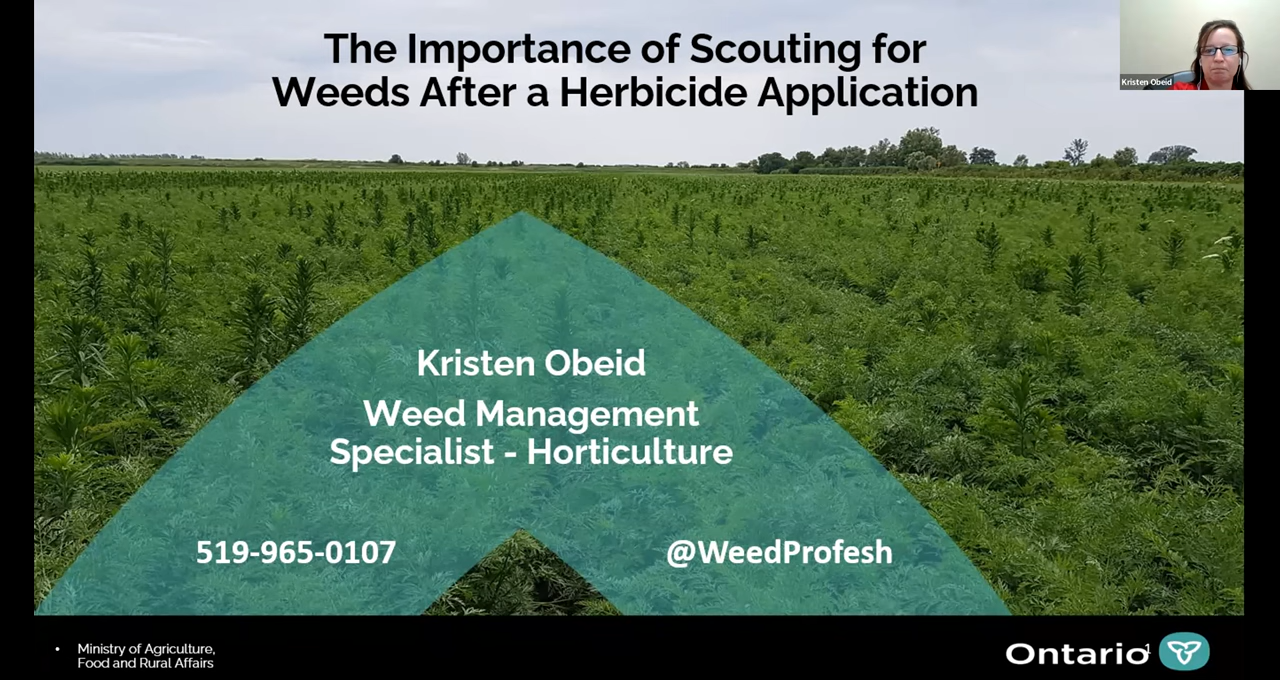 The Importance of Scouting for
Weeds After a Herbicide Application
Kristen Obeid
Kristen Obeid
Weed Management
Specialist - Horticulture
519-965-0107
@WeedProfesh
• Ministry of Agriculture,
Food and Rural Affairs
Ontario
1